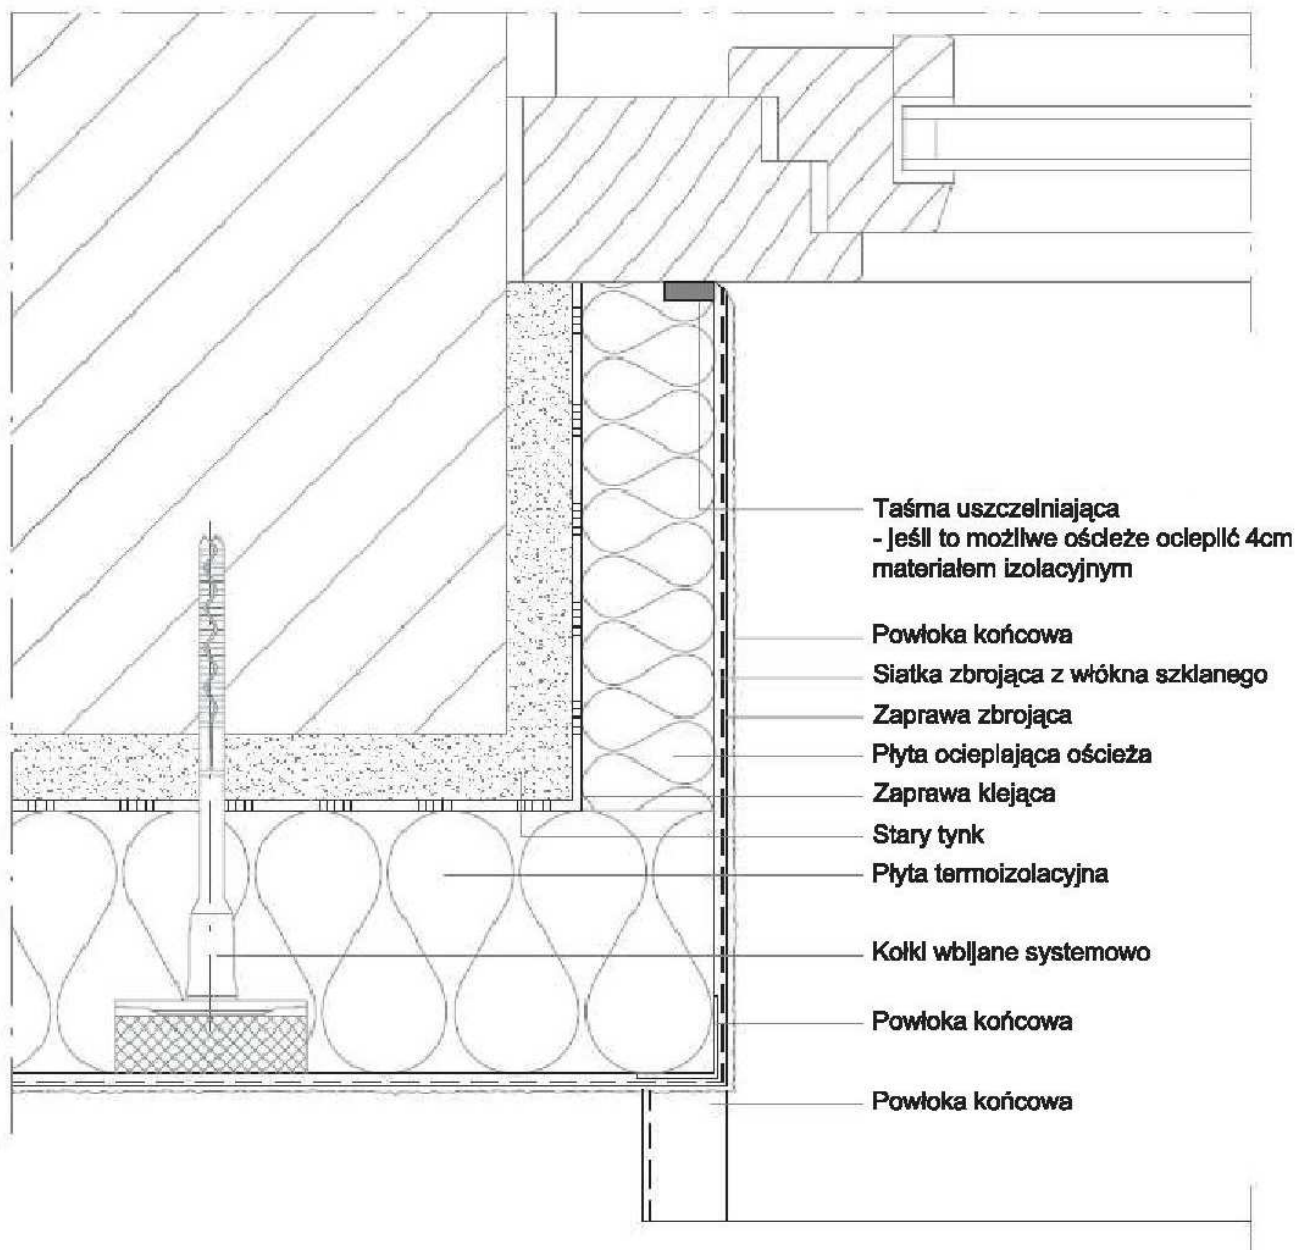 Taśma uszczelniająca
- jeśli to możliwe ościeże ocieplić 4cm
materiałem izolacyjnym
Powłoka końcowa
Siatka zbrojąca z włókna szklanego
Zaprawa zbrojąca
Płyta ocieplająca ościeża
Zaprawa klejąca
Stary tynk
Płyta termoizolacyjna
Kołki wbijane systemowo
Powłoka końcowa
Powłoka końcowa